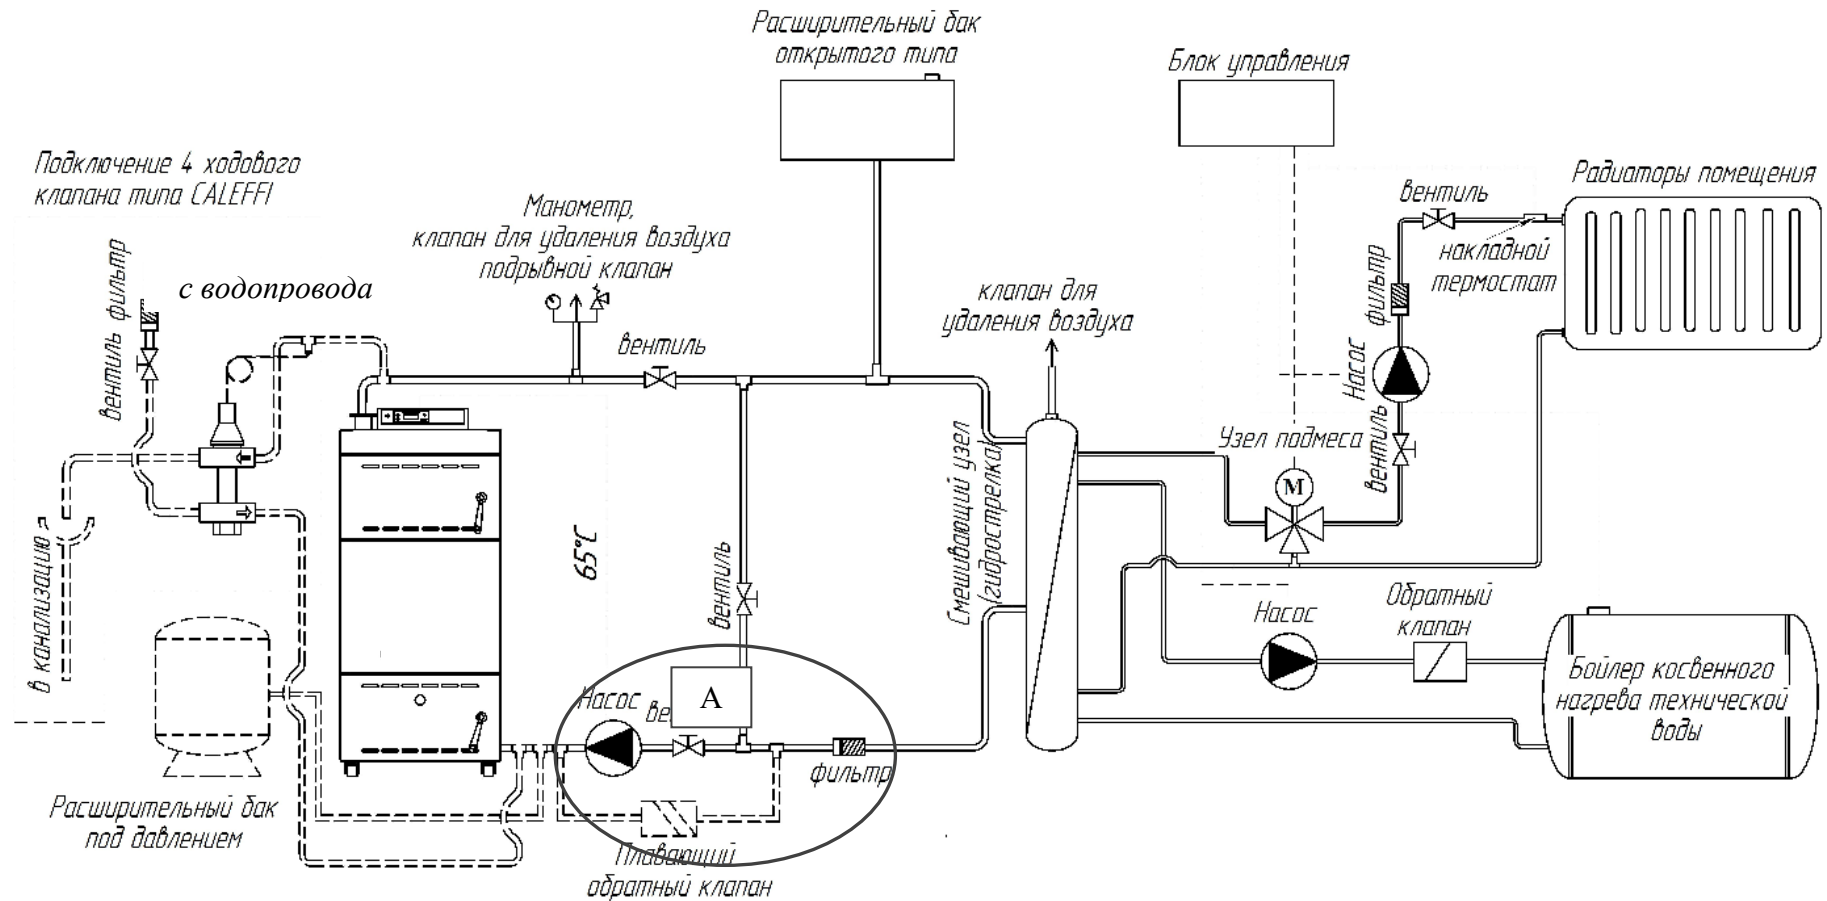 Расширительный бак
открытого типа
Блок управления
Подключение 4 ходового
клапана типа CALEFFI
Радиаторы помещения
вентиль
накладной
термостат
фильтр
Насос
вентиль
Манометр,
клапан для удаления воздуха
подрывной клапан
с водопровода
вентиль фильтр
вентиль
клапан для
удаления воздуха
Узел подмеса
М
Смешивающий узел
(гидрострелка)
65°С
вентиль
в канализацию
Насос
Обратный
клапан
Бойлер косвенного
нагрева технической
воды
Насос
А
фильтр
Расширительный бак
под давлением
Плавающий
обратный клапан